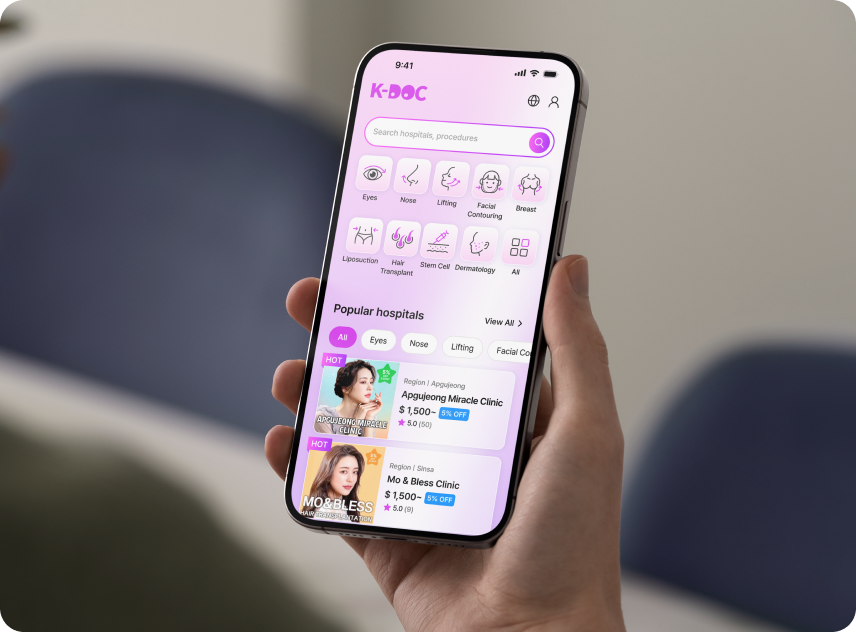 9:41
K-DOC
Search hospitals, procedures
Eyes
Nose
Lifting
Facial
Contouring
Breast
Liposuction
Hair
Transplant
Stem Cell
Dermatology
All
Popular hospitals
View All
All
Eyes
Nose
Lifting
Facial Co
HOT
5%
APGUJEONG MIRACLE
CLINIC
Region | Apgujeong
Apgujeong Miracle Clinic
$ 1,500~ 5% OFF
5.0 (50)
HOT
MO&BLESS
HAIR TRANSPLANTATION
Region | Sinsa
Mo & Bless Clinic
$ 1,500~ 5% OFF
5.0 (9)